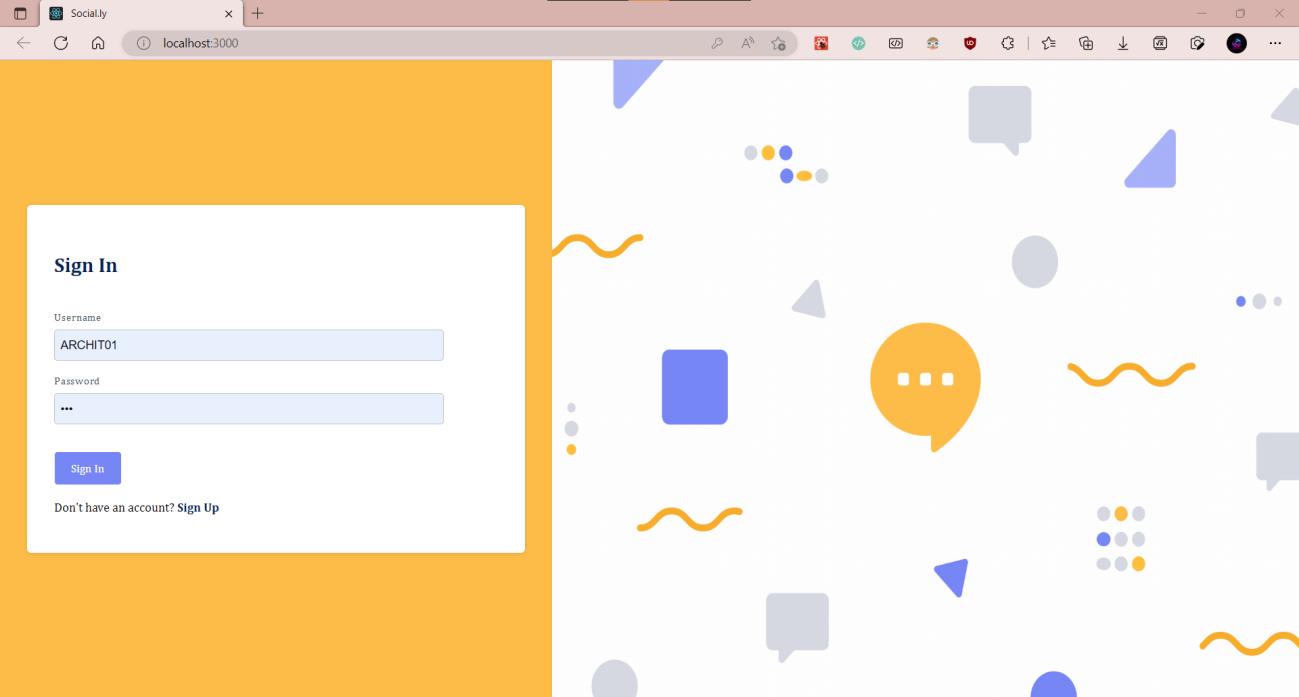 Social.ly
localhost:3000
Sign In
Username
ARCHIT01
Password
•••
Sign In
Don't have an account? Sign Up